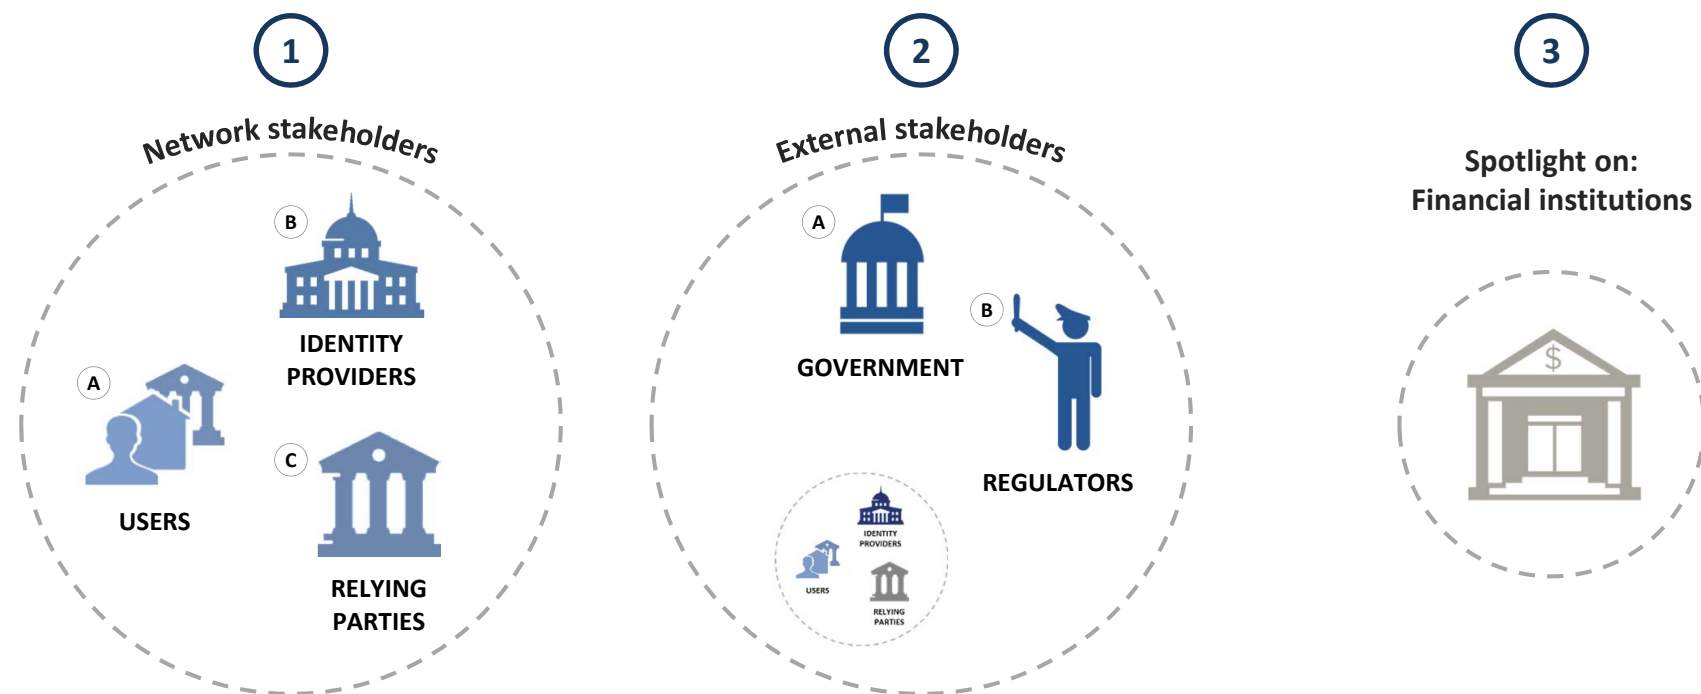 1
Network stakeholders
B
IDENTITY
PROVIDERS
A
USERS
C
RELYING
PARTIES
2
External stakeholders
A
GOVERNMENT
B
REGULATORS
IDENTITY
PROVIDERS
USERS
RELYING
PARTIES
3
Spotlight on:
Financial institutions
$